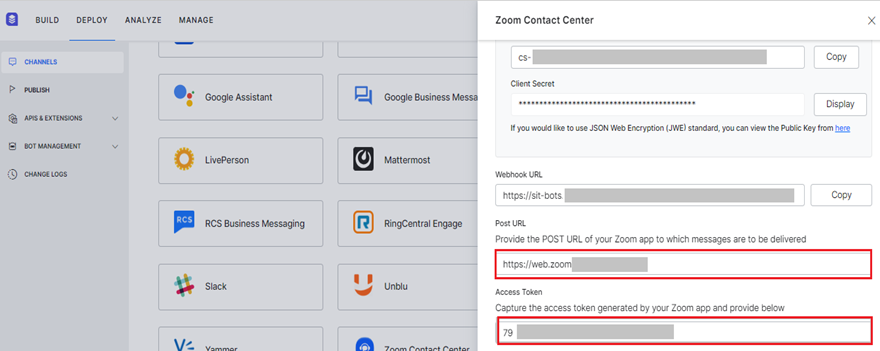 BUILD
DEPLOY
ANALYZE
MANAGE
CHANNELS
PUBLISH
APIS & EXTENSIONS
BOT MANAGEMENT
CHANGE LOGS
Google Assistant
Google Business Messa
LivePerson
Mattermost
RCS
RCS Business Messaging
RingCentral Engage
Slack
Unblu
Yammer
Zoom Contact Center
Zoom Contact Center
cs-
Copy
Client Secret
******************************************
Display
If you would like to use JSON Web Encryption (JWE) standard, you can view the Public Key from here
Webhook URL
https://sit-bots.
Copy
Post URL
Provide the POST URL of your Zoom app to which messages are to be delivered
https://web.zoom
Access Token
Capture the access token generated by your Zoom app and provide below
79